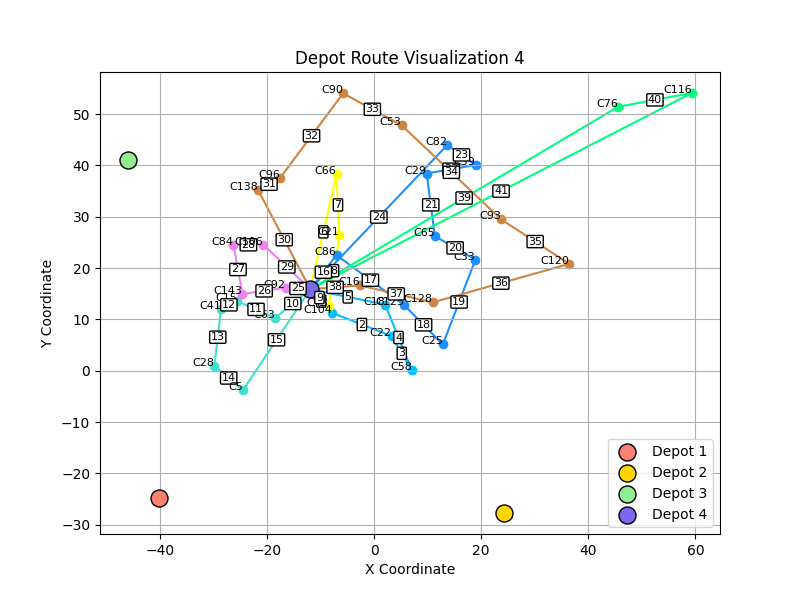 Depot Route Visualization 4
Y Coordinate
50
40
30
20
10
0
−10
−20
−30
−40
−20
0
20
40
60
X Coordinate
C90
33
C53
32
C76
40
C116
C82
23
34
C29
C138
C96
31
C66
7
21
24
39
41
C93
C65
20
C33
35
C120
36
30
C84
28
27
29
C86
16
8
17
C16
38
37
C128
19
C143
26
C92
25
5
9
10
C104
C41
12
11
2
18
C22
4
3
C25
C58
13
15
C28
14
C5
Depot 1
Depot 2
Depot 3
Depot 4